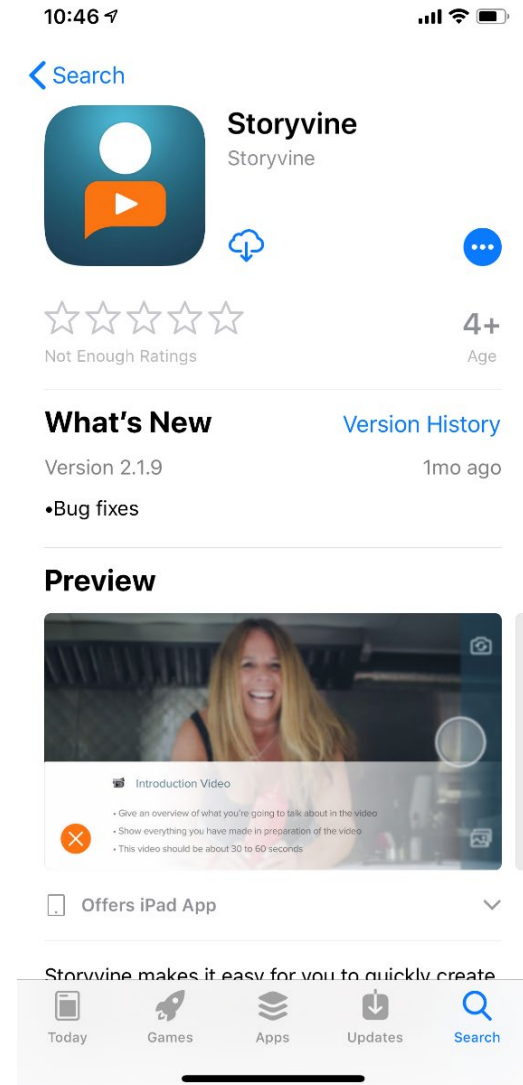 10:46
Search
Storyvine
Storyvine
4+
Not Enough Ratings
Age
What's New
Version History
Version 2.1.9
1mo ago
•Bug fixes
Preview
Introduction Video
• Give an overview of what you're going to talk about in the video
• Show everything you have made in preparation of the video
• This video should be about 30 to 60 seconds
Offers iPad App
Storyvine makes it easy for you to quickly create
Today
Games
Apps
Updates
Search